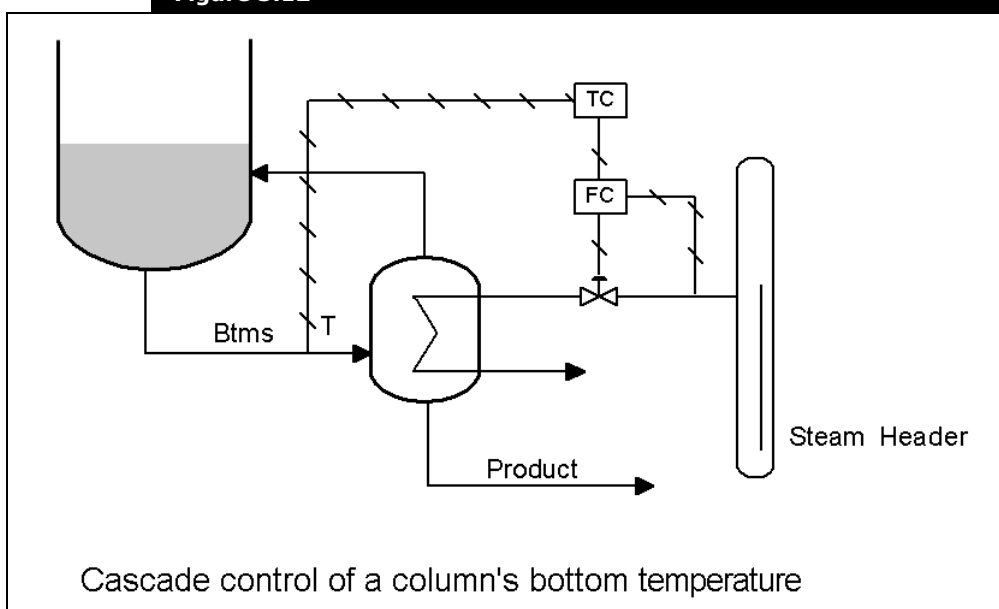 TC
FC
T
Btms
Steam Header
Product
Cascade control of a column's bottom temperature